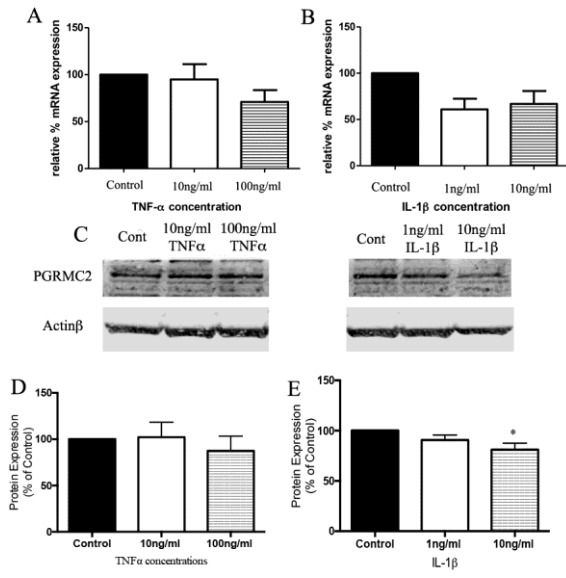 A
relative % mRNA expression
150
100
50
0
Control
10ng/ml
100ng/ml
TNF-α concentration
B
relative % mRNA expression
150
100
50
0
Control
1ng/ml
10ng/ml
IL-1β concentration
C
Cont
10ng/ml
TNFα
100ng/ml
TNFα
Cont
1ng/ml
IL-1β
10ng/ml
IL-1β
PGRMC2
Actinβ
D
Protein Expression
(% of Control)
150
100
50
0
Control
10ng/ml
100ng/ml
TNFα concentrations
E
Protein Expression
(% of Control)
150
100
50
0
*
Control
1ng/ml
10ng/ml
IL-1β